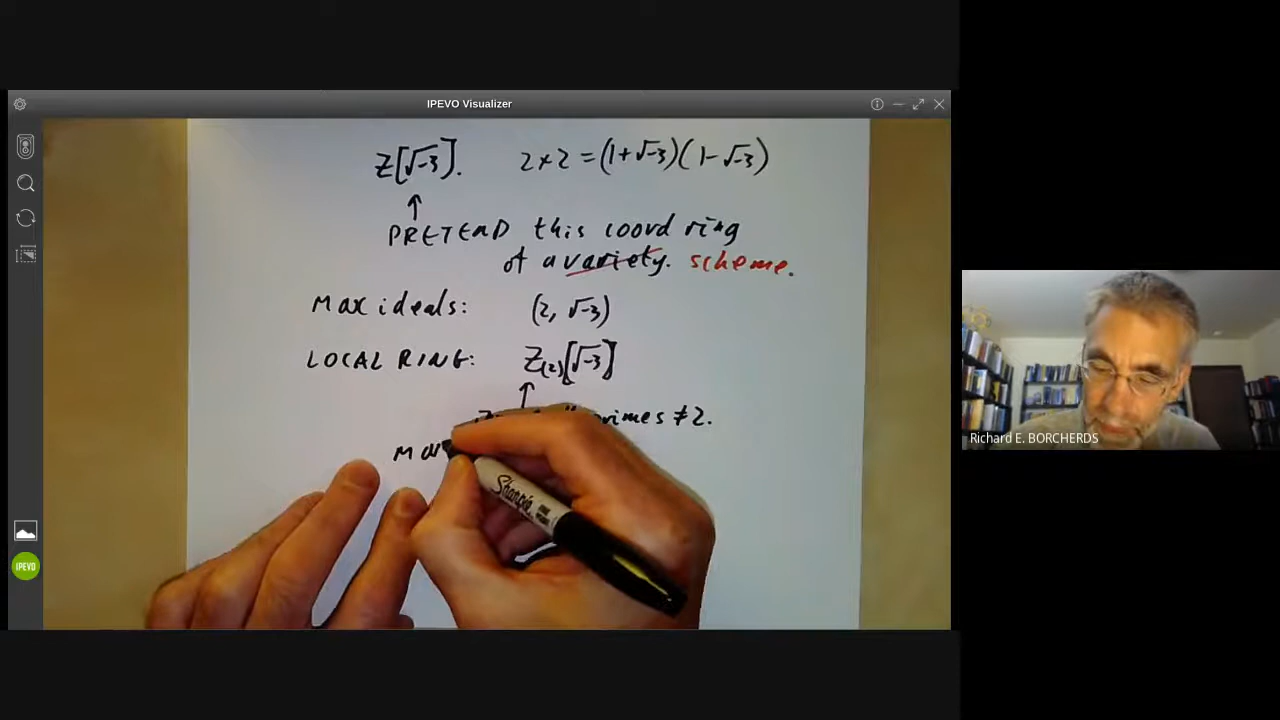 IPEVO Visualizer
Z[√-3]. 2×2 = (1+√-3)(1-√-3)
↑
PRETEND this coord ring
of a variety. scheme.
Max ideals: (2, √-3)
LOCAL RING: Z(2)[√-3]
↑
≠2.
Sharpie
IPEVO
Richard E. BORCHERDS